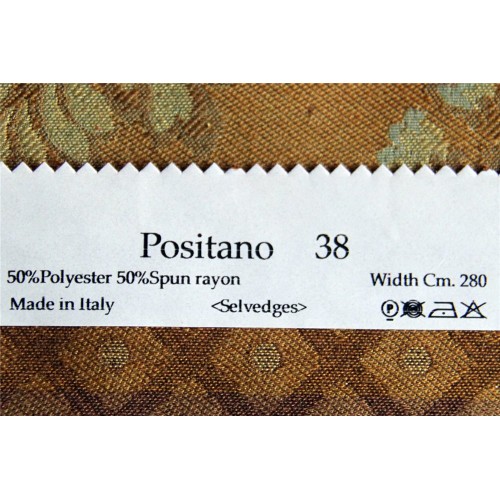 Positano 38
50%Polyester 50%Spun rayon Width Cm. 280
Made in Italy <Selvedges> P